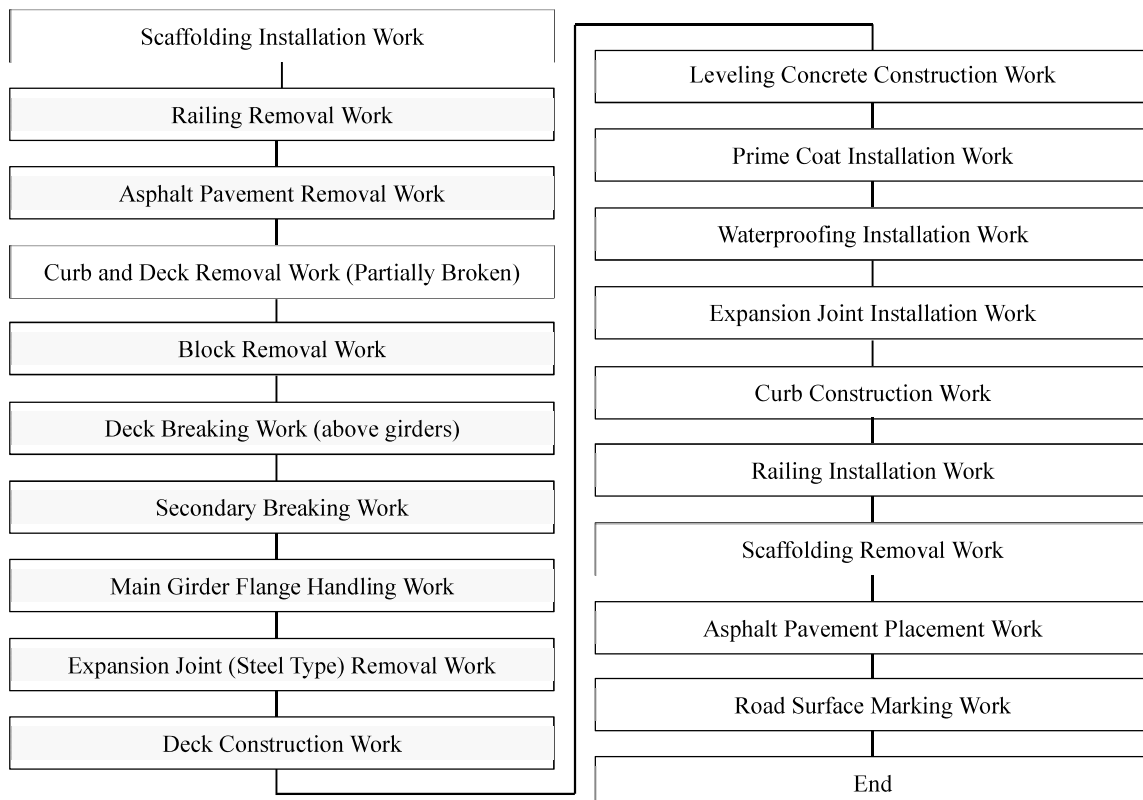 Scaffolding Installation Work
Railing Removal Work
Asphalt Pavement Removal Work
Curb and Deck Removal Work (Partially Broken)
Block Removal Work
Deck Breaking Work (above girders)
Secondary Breaking Work
Main Girder Flange Handling Work
Expansion Joint (Steel Type) Removal Work
Deck Construction Work
Leveling Concrete Construction Work
Prime Coat Installation Work
Waterproofing Installation Work
Expansion Joint Installation Work
Curb Construction Work
Railing Installation Work
Scaffolding Removal Work
Asphalt Pavement Placement Work
Road Surface Marking Work
End